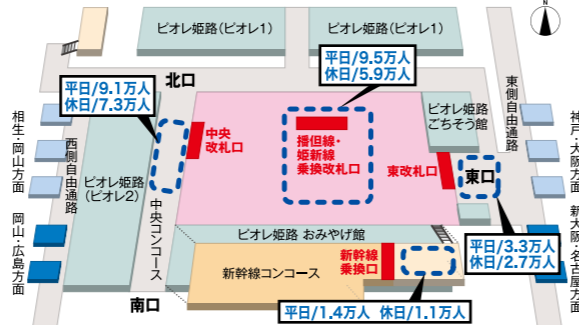 N
ピオレ姫路(ピオレ1)
ピオレ姫路(ピオレ1)
平日/9.5万人
休日/5.9万人
平日/9.1万人
休日/7.3万人
北口
東側自由通路
相生・岡山方面
西側自由通路
中央
改札口
播但線・
姫新線
乗換改札口
ピオレ姫路
ごちそう館
神戸・大阪方面
東改札口
東口
ピオレ姫路
(ピオレ2)
中央コンコース
岡山・広島方面
ピオレ姫路 おみやげ館
新幹線コンコース
新幹線
乗換口
平日/3.3万人
休日/2.7万人
新大阪・名古屋方面
南口
平日/1.4万人 休日/1.1万人